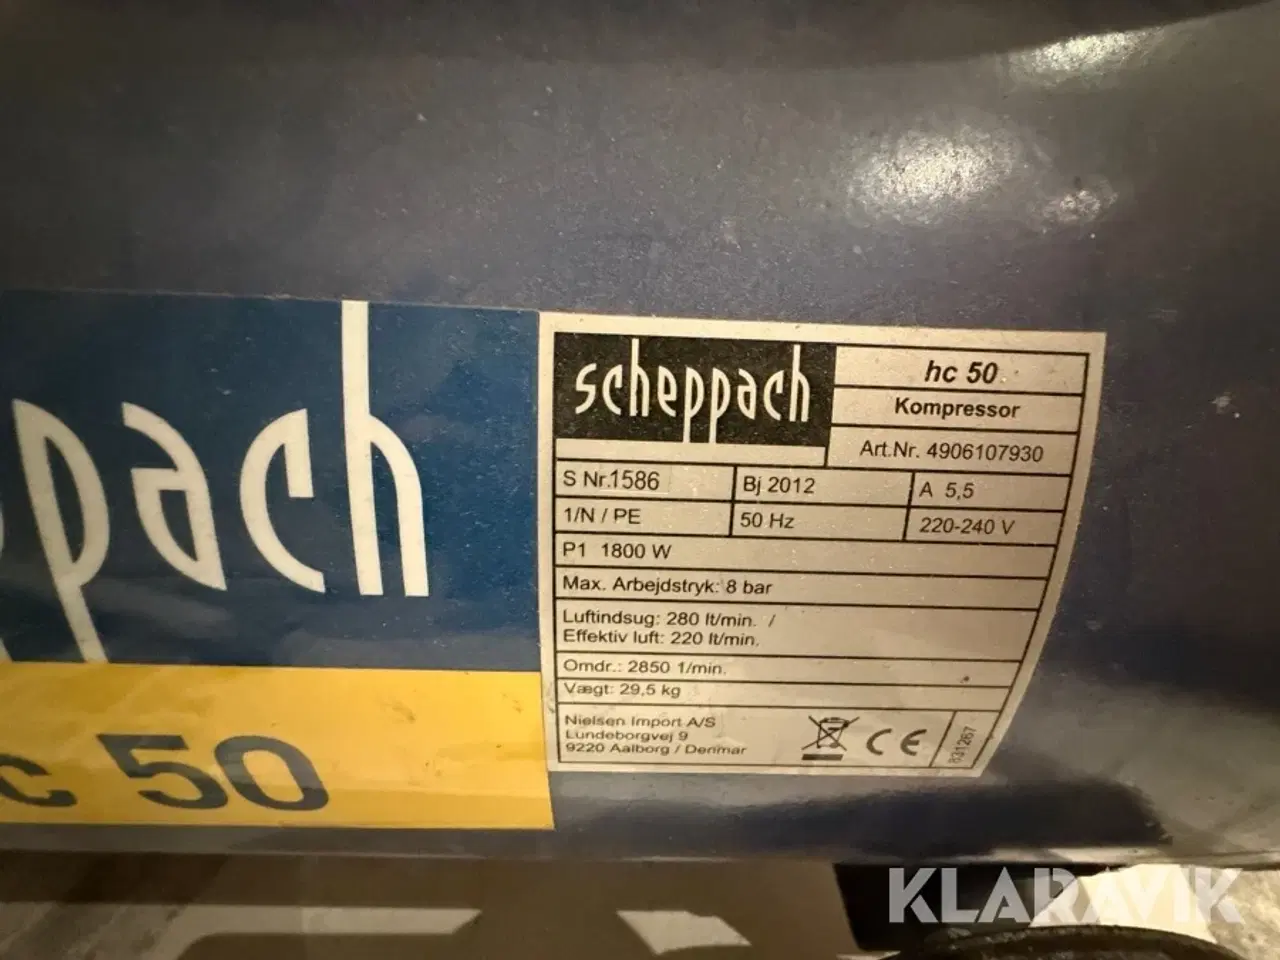 ppach
c 50
scheppach
hc 50
Kompressor
Art.Nr. 4906107930
S Nr.1586
Bj 2012
A 5,5
1/N / PE
50 Hz
220-240 V
P1 1800 W
Max. Arbejdstryk: 8 bar
Luftindsug: 280 lt/min. /
Effektiv luft: 220 lt/min.
Omdr.: 2850 1/min.
Vægt: 29,5 kg
Nielsen Import A/S
Lundeborgvej 9
9220 Aalborg / Denmar
CE
831267
KLARAVIK